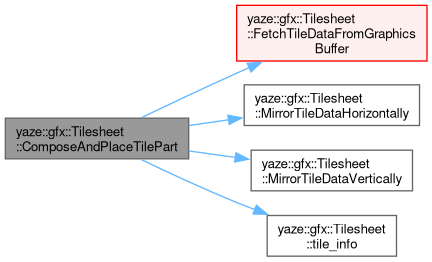 yaze::gfx::Tilesheet
::ComposeAndPlaceTilePart
yaze::gfx::Tilesheet
::FetchTileDataFromGraphics
Buffer
yaze::gfx::Tilesheet
::MirrorTileDataHorizontally
yaze::gfx::Tilesheet
::MirrorTileDataVertically
yaze::gfx::Tilesheet
::tile_info